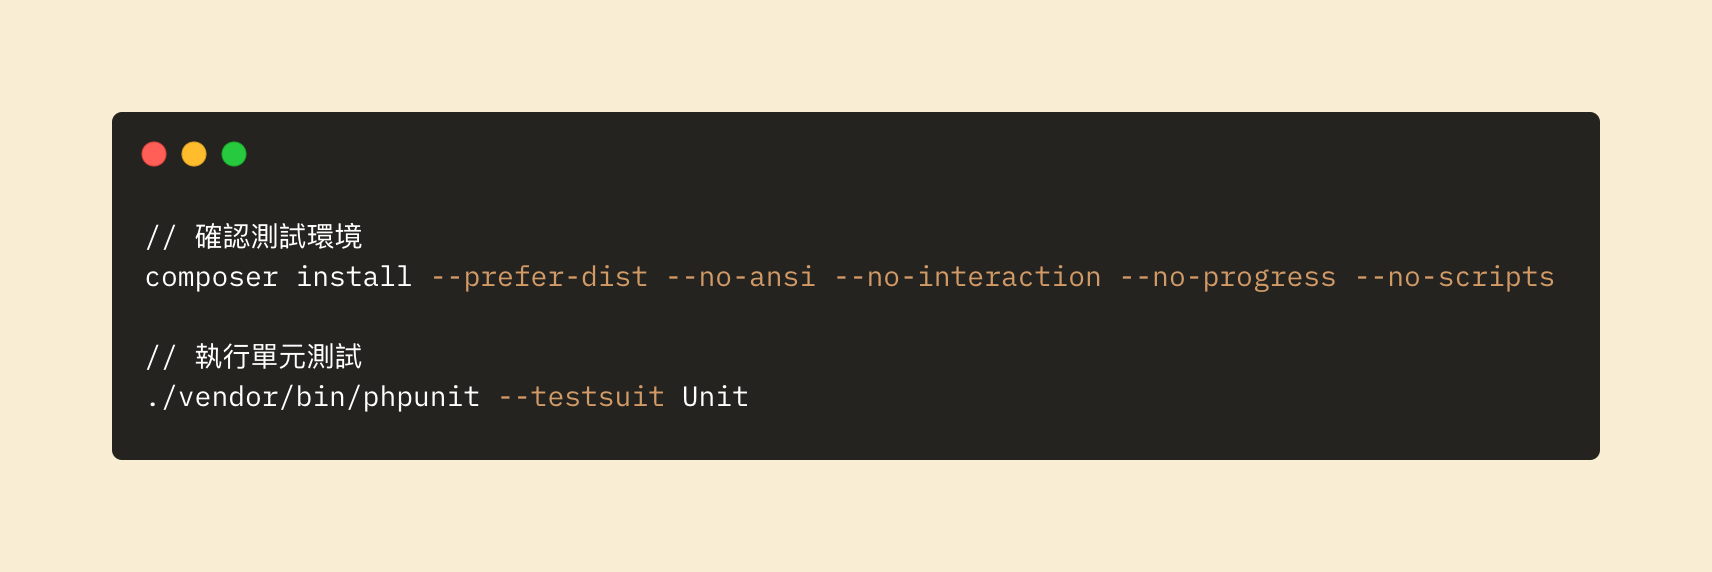 // 確認測試環境
composer install --prefer-dist --no-ansi --no-interaction --no-progress --no-scripts
// 執行單元測試
./vendor/bin/phpunit --testsuit Unit